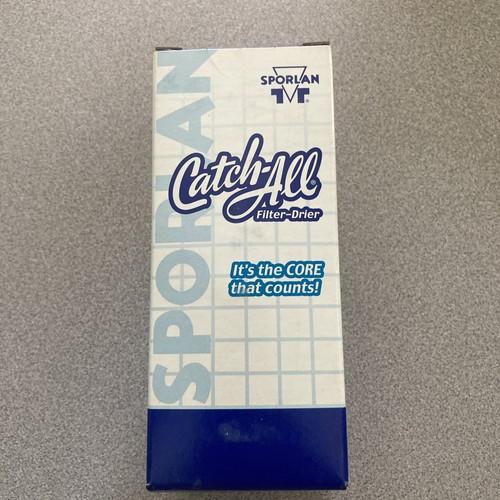 SPORLAN
SPORLAN
Catch-All®
Filter-Drier
It's the CORE
that counts!